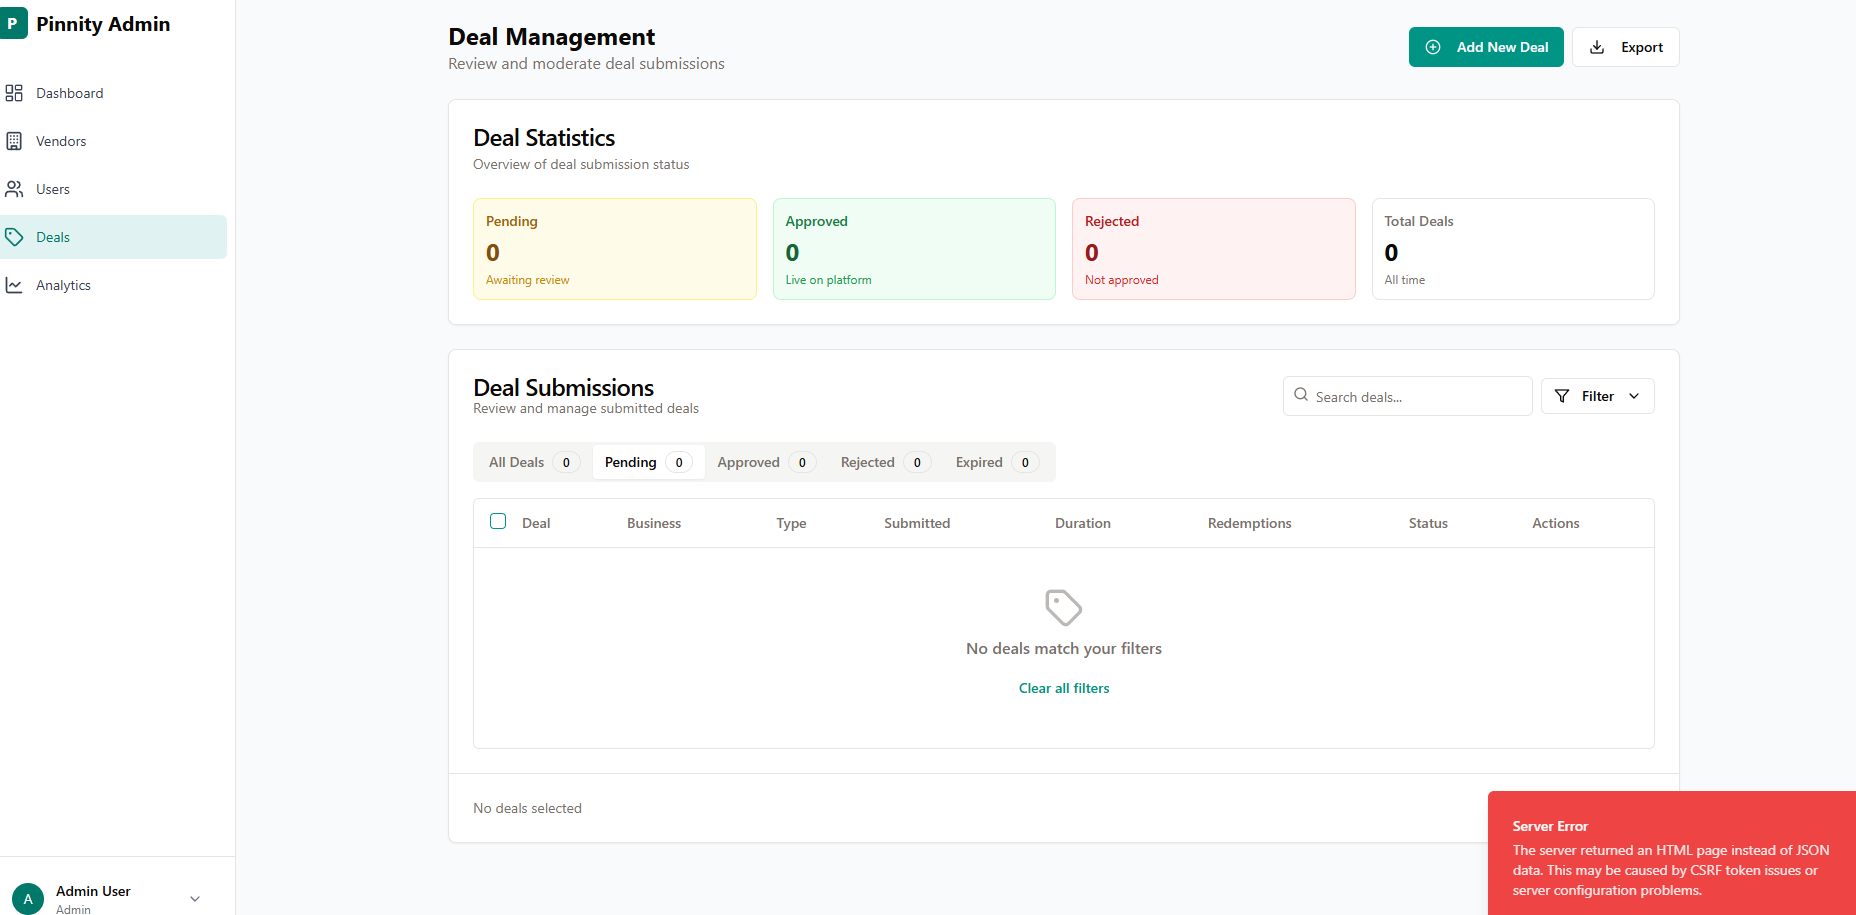 P Pinnity Admin
Dashboard
Vendors
Users
Deals
Analytics
A Admin User
Admin
Deal Management
Review and moderate deal submissions
Add New Deal
Export
Deal Statistics
Overview of deal submission status
Pending
0
Awaiting review
Approved
0
Live on platform
Rejected
0
Not approved
Total Deals
0
All time
Deal Submissions
Review and manage submitted deals
Search deals...
Filter
All Deals 0 Pending 0 Approved 0 Rejected 0 Expired 0
Deal Business Type Submitted Duration Redemptions Status Actions
No deals match your filters
Clear all filters
No deals selected
Server Error
The server returned an HTML page instead of JSON
data. This may be caused by CSRF token issues or
server configuration problems.